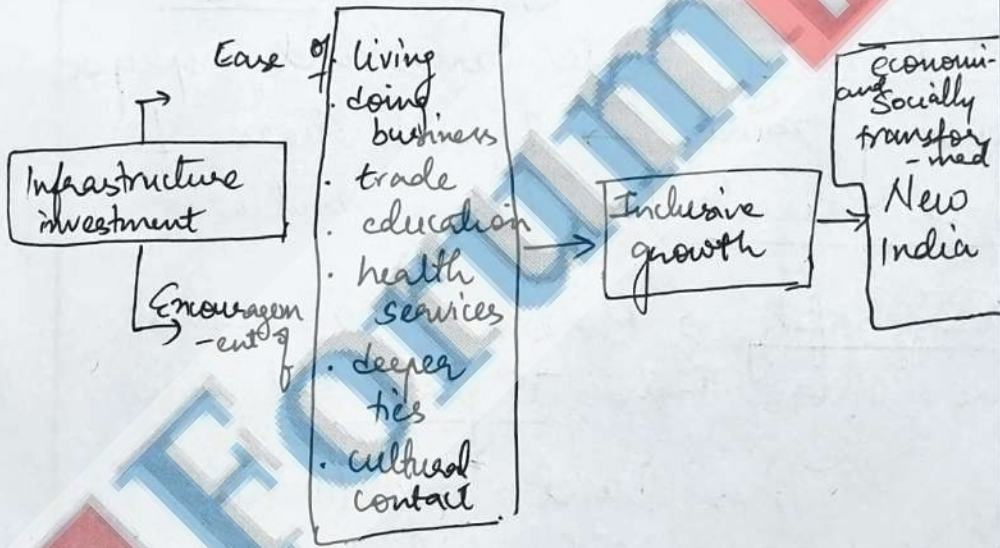 Infrastructure
investment
Ease of
Encouragem
-ent of
. living
. doing
business
. trade
. education
. health
services
. deeper
ties
. cultural
contact
Inclusive
growth
economi-
and
Socially
transfor
-med
New
India
Forum